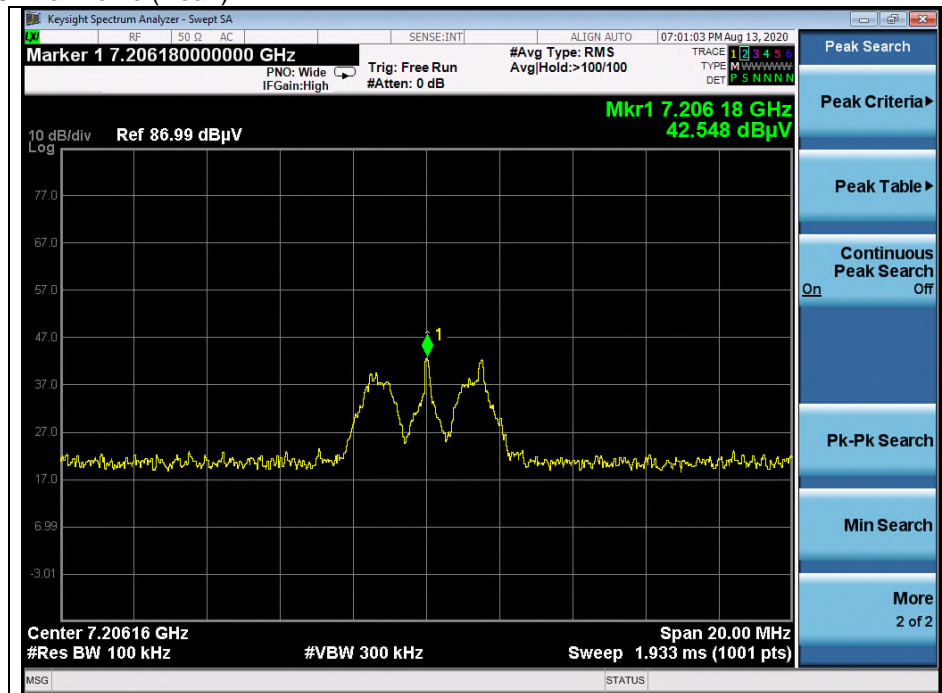 Keysight Spectrum Analyzer - Swept SA
LXI RF 50 Ω AC SENSE:INT ALIGN AUTO 07:01:03 PM Aug 13, 2020
Marker 1 7.206180000000 GHz
PNO: Wide
IFGain:High
Trig: Free Run
#Atten: 0 dB
#Avg Type: RMS
Avg|Hold:>100/100
TRACE 1 2 3 4 5 6
TYPE M W W W W W
DET P S N N N N
Mkr1 7.206 18 GHz
42.548 dBµV
10 dB/div Ref 86.99 dBµV
Log
77.0
67.0
57.0
47.0
37.0
27.0
17.0
6.99
-3.01
1
Center 7.20616 GHz
Span 20.00 MHz
#Res BW 100 kHz
#VBW 300 kHz
Sweep 1.933 ms (1001 pts)
MSG
STATUS
Peak Search
Peak Criteria
Peak Table
Continuous
Peak Search
On Off
Pk-Pk Search
Min Search
More
2 of 2